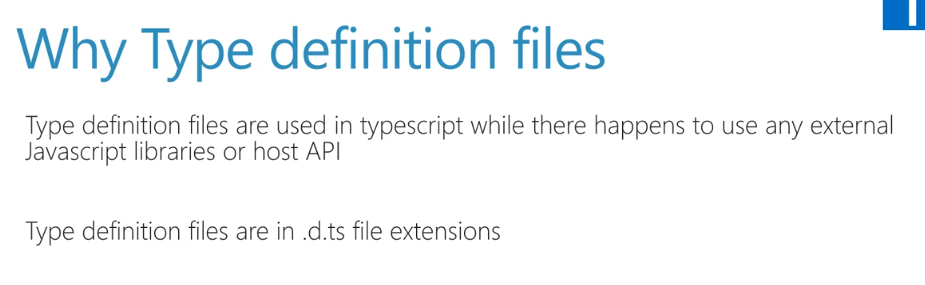 Why Type definition files
Type definition files are used in typescript while there happens to use any external
Javascript libraries or host API
Type definition files are in .d.ts file extensions